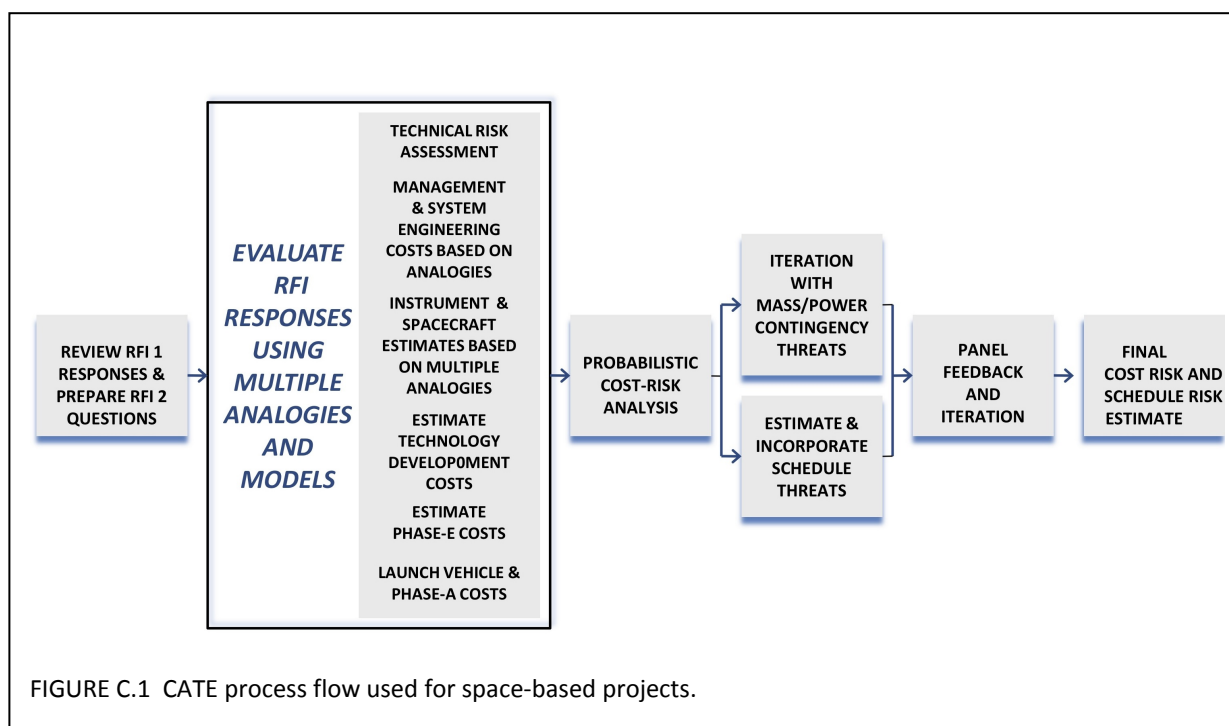 REVIEW RFI 1
RESPONSES &
PREPARE RFI 2
QUESTIONS
EVALUATE
RFI
RESPONSES
USING
MULTIPLE
ANALOGIES
AND
MODELS
TECHNICAL RISK
ASSESSMENT
MANAGEMENT
& SYSTEM
ENGINEERING
COSTS BASED ON
ANALOGIES
INSTRUMENT &
SPACECRAFT
ESTIMATES BASED
ON MULTIPLE
ANALOGIES
ESTIMATE
TECHNOLOGY
DEVELOP0MENT
COSTS
ESTIMATE
PHASE-E COSTS
LAUNCH VEHICLE &
PHASE-A COSTS
PROBABILISTIC
COST-RISK
ANALYSIS
ITERATION
WITH
MASS/POWER
CONTINGENCY
THREATS
ESTIMATE &
INCORPORATE
SCHEDULE
THREATS
PANEL
FEEDBACK
AND
ITERATION
FINAL
COST RISK AND
SCHEDULE RISK
ESTIMATE
FIGURE C.1 CATE process flow used for space-based projects.